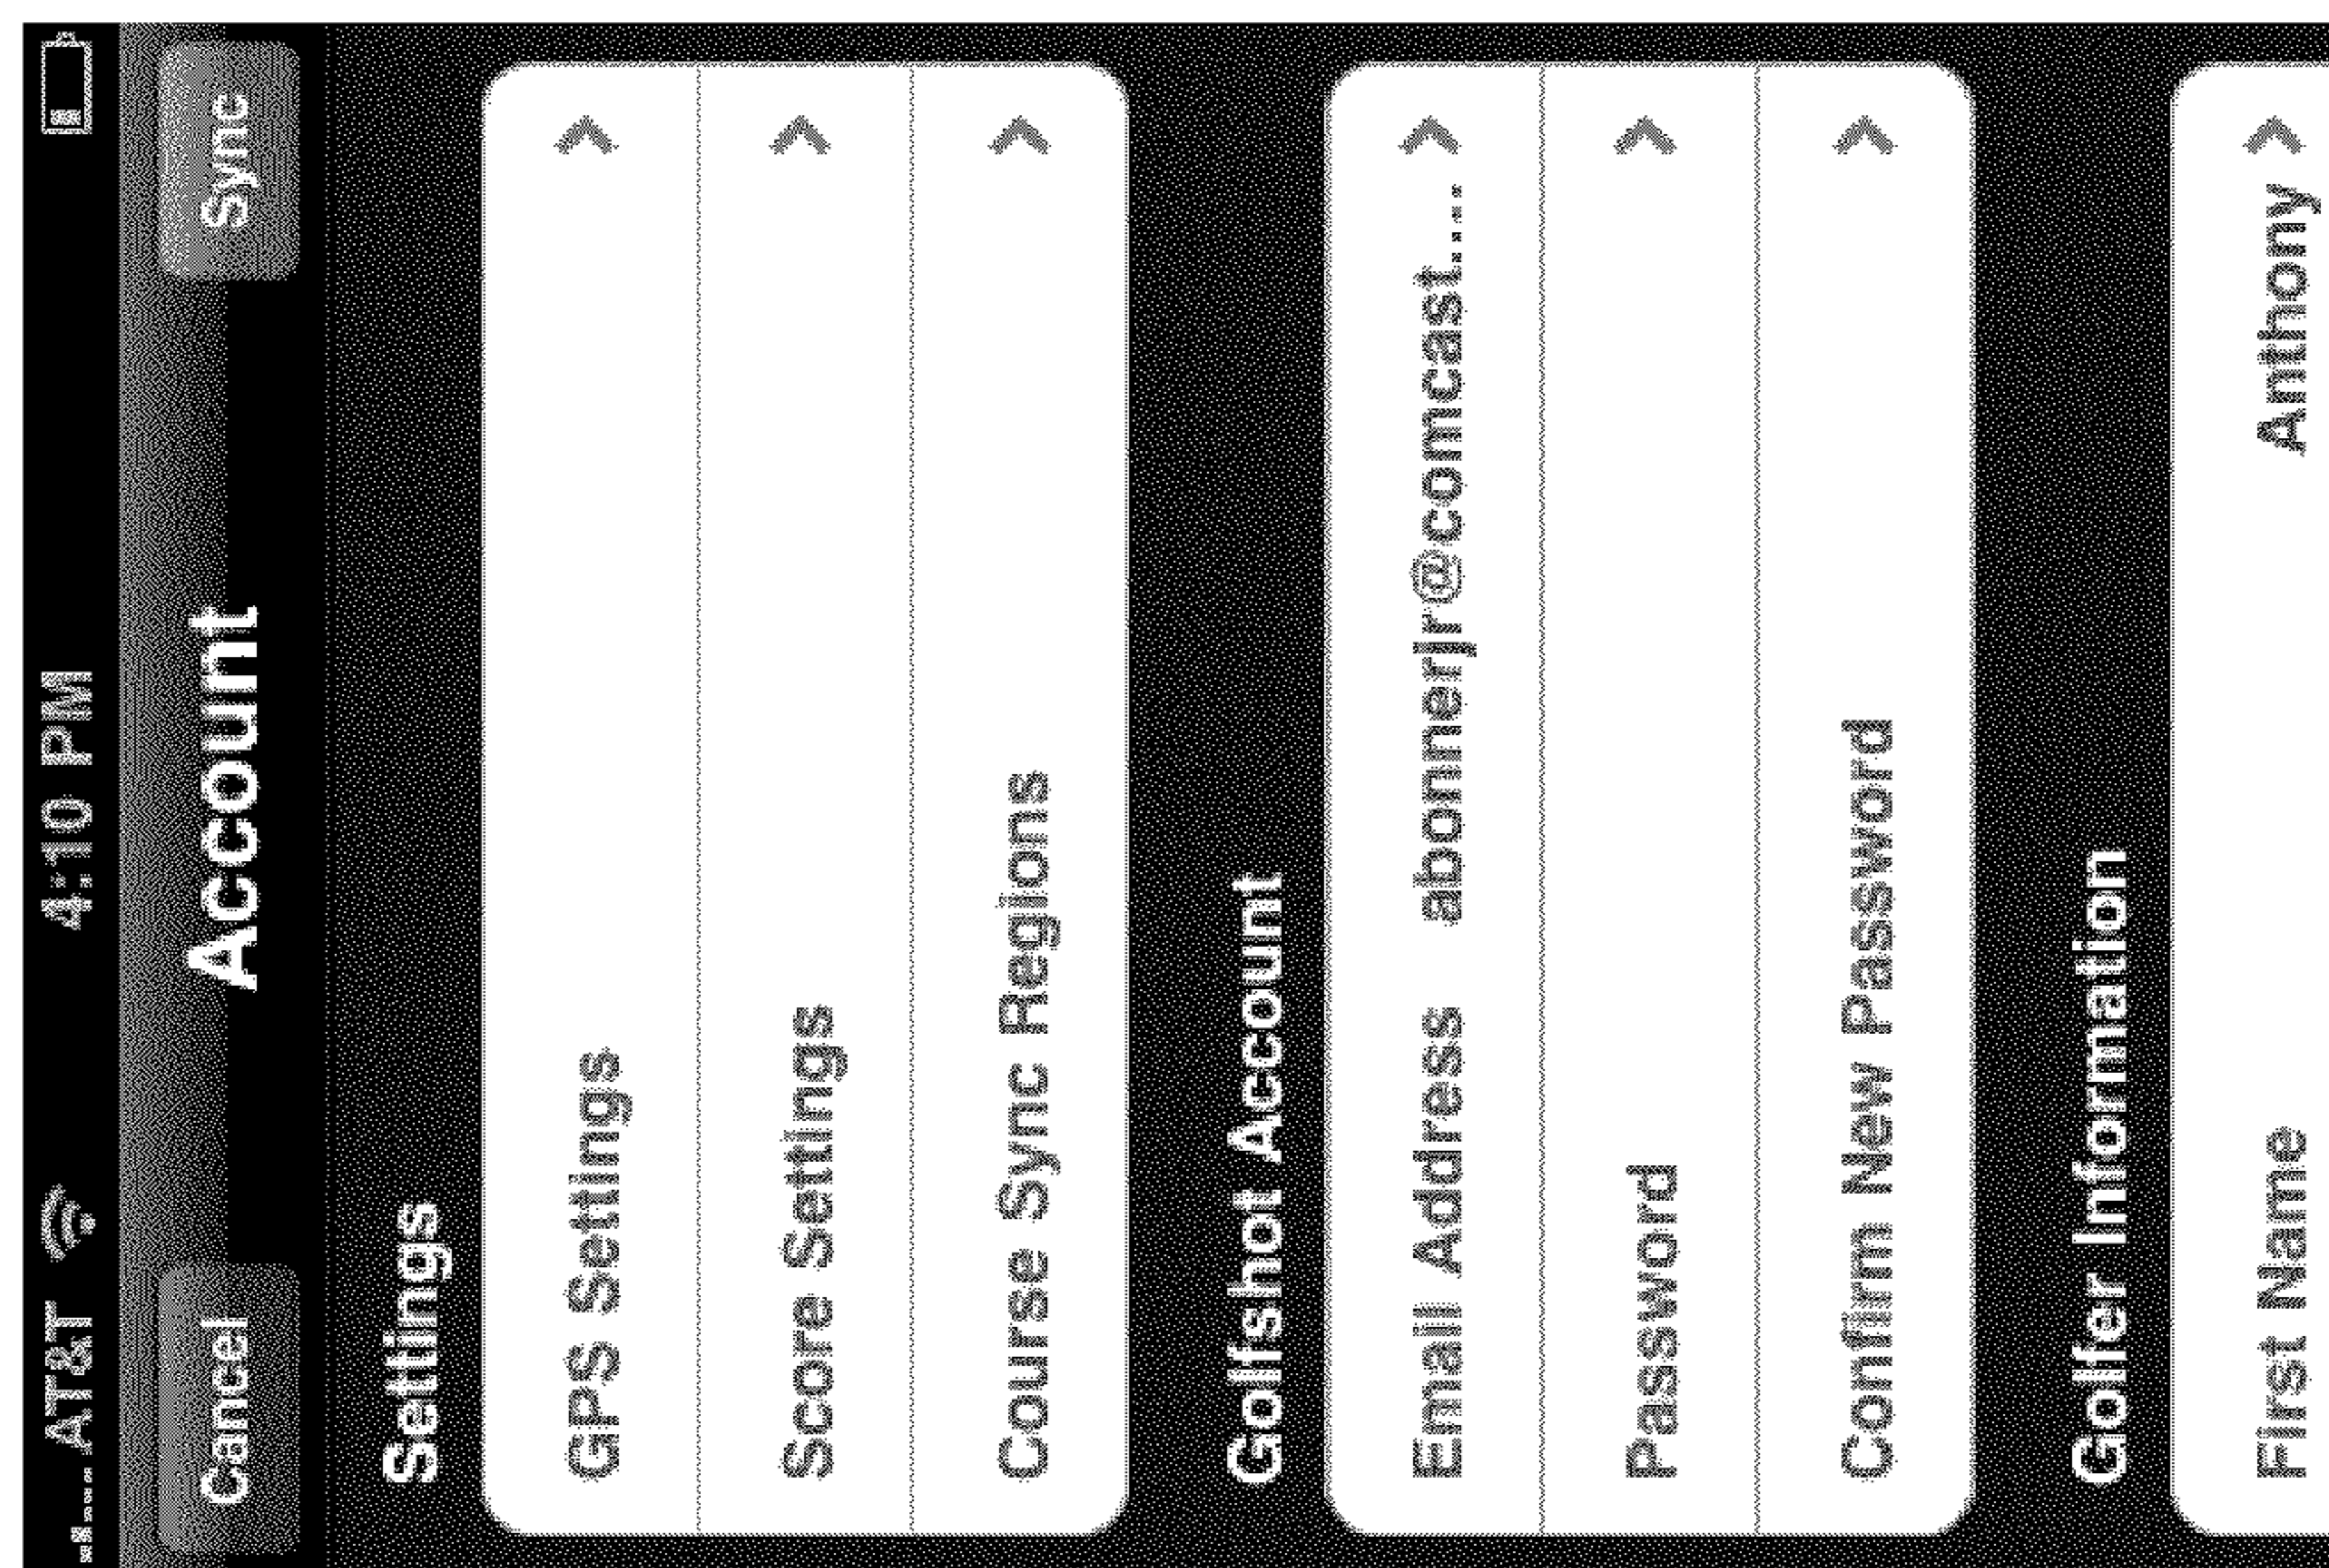 AT&T 4:10 PM
Cancel Account Sync
Settings
GPS Settings
Score Settings
Course Sync Regions
Golfshot Account
Email Address abonnerjr@comcast....
Password
Confirm New Password
Golfer Information
First Name Anthony